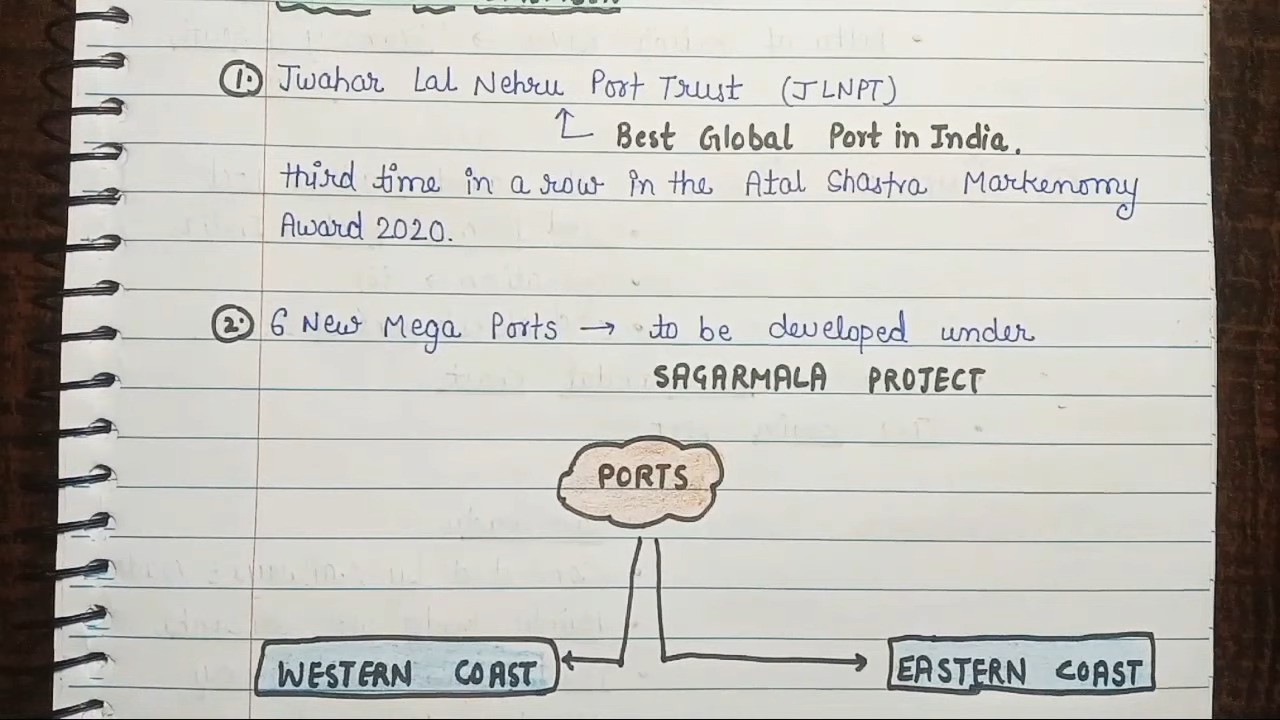 1. Jwahar Lal Nehru Port Trust (JLNPT)
Best Global Port in India.
third time in a row in the Atal Shastra Markenomy
Award 2020.
2. 6 New Mega Ports → to be developed under
SAGARMALA PROJECT
PORTS
WESTERN COAST
EASTERN COAST